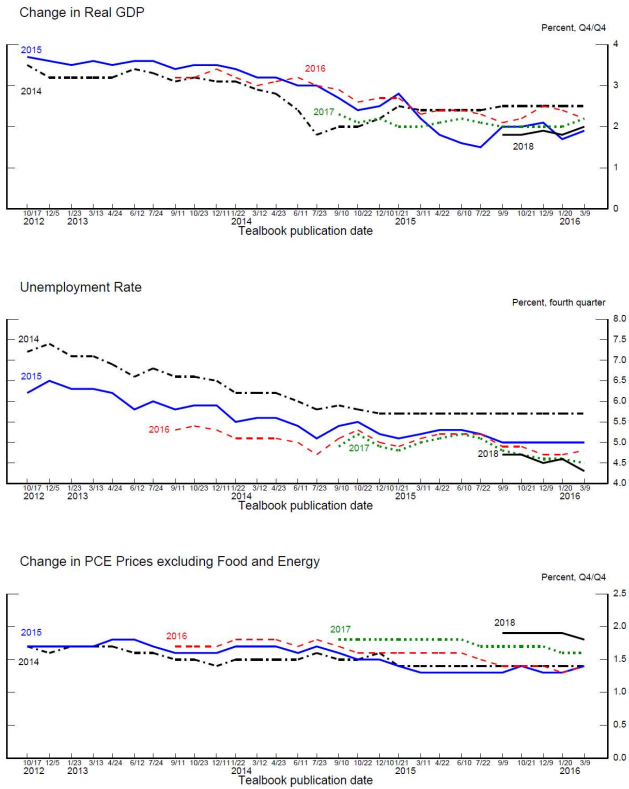 Change in Real GDP
Percent, Q4/Q4
4
3
2
1
0
2015
2014
2016
2017
2018
10/17 12/5 1/23 3/13 4/24 6/12 7/24 9/11 10/23 12/11 1/22 3/12 4/23 6/11 7/23 9/10 10/22 12/10 1/21 3/11 4/22 6/10 7/22 9/9 10/21 12/9 1/20 3/9
2012 2013 2014 2015 2016
Tealbook publication date
Unemployment Rate
Percent, fourth quarter
8.0
7.5
7.0
6.5
6.0
5.5
5.0
4.5
4.0
2014
2015
2016
2017
2018
10/17 12/5 1/23 3/13 4/24 6/12 7/24 9/11 10/23 12/11 1/22 3/12 4/23 6/11 7/23 9/10 10/22 12/10 1/21 3/11 4/22 6/10 7/22 9/9 10/21 12/9 1/20 3/9
2012 2013 2014 2015 2016
Tealbook publication date
Change in PCE Prices excluding Food and Energy
Percent, Q4/Q4
2.5
2.0
1.5
1.0
0.5
0.0
2015
2014
2016
2017
2018
10/17 12/5 1/23 3/13 4/24 6/12 7/24 9/11 10/23 12/11 1/22 3/12 4/23 6/11 7/23 9/10 10/22 12/10 1/21 3/11 4/22 6/10 7/22 9/9 10/21 12/9 1/20 3/9
2012 2013 2014 2015 2016
Tealbook publication date